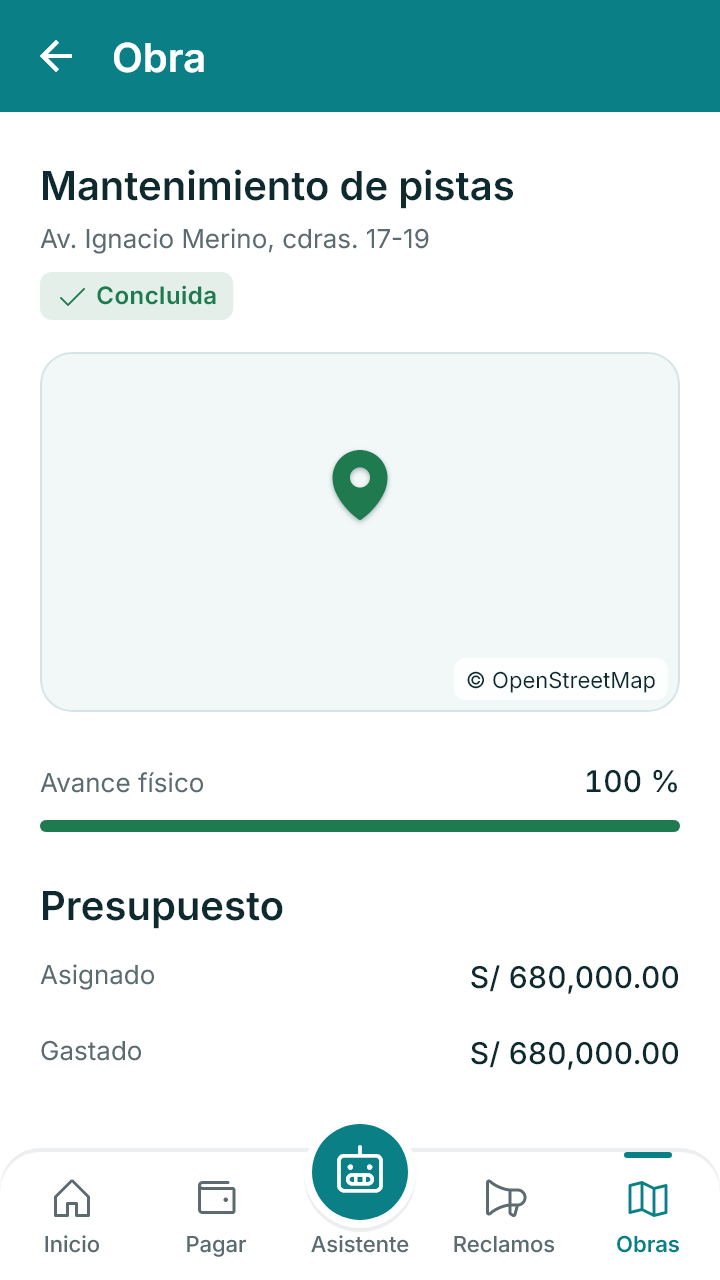 Obra
Mantenimiento de pistas
Av. Ignacio Merino, cdras. 17-19
Concluida
© OpenStreetMap
Avance físico 100 %
Presupuesto
Asignado S/ 680,000.00
Gastado S/ 680,000.00
Inicio Pagar Asistente Reclamos Obras